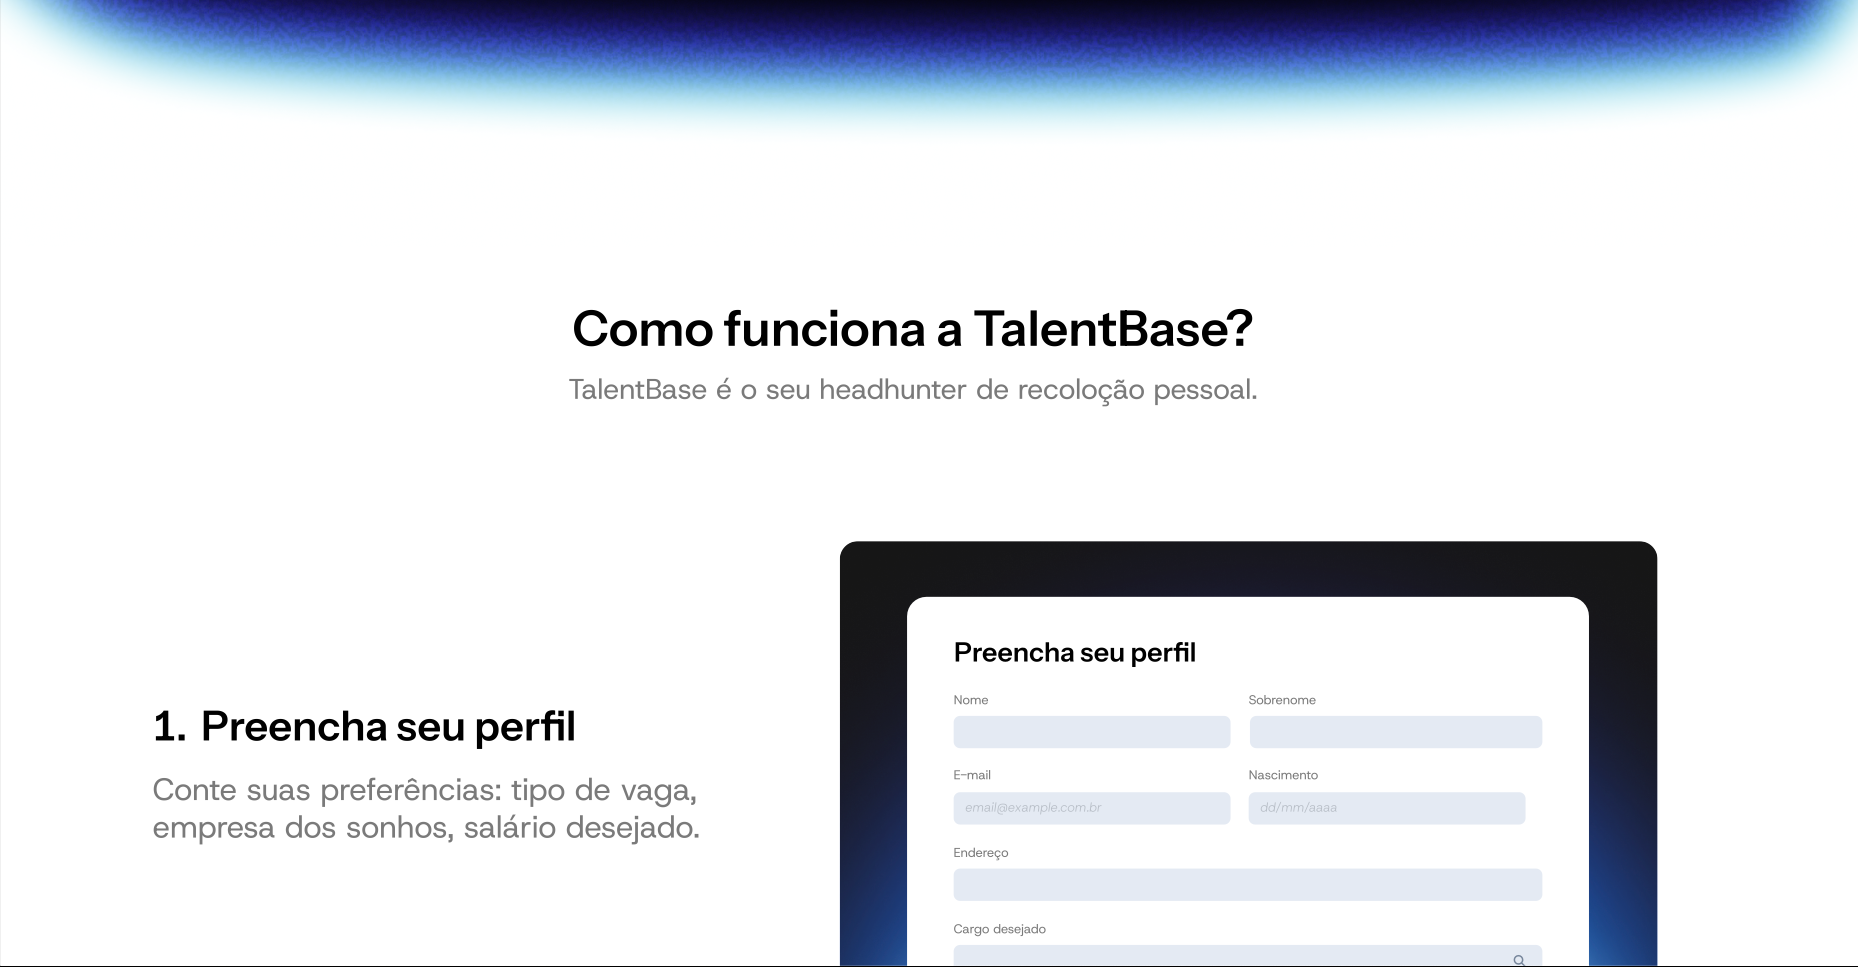 Como funciona a TalentBase?
TalentBase é o seu headhunter de recoloção pessoal.
1. Preencha seu perfil
Conte suas preferências: tipo de vaga,
empresa dos sonhos, salário desejado.
Preencha seu perfil
Nome
Sobrenome
E-mail
Nascimento
email@example.com.br
dd/mm/aaaa
Endereço
Cargo desejado